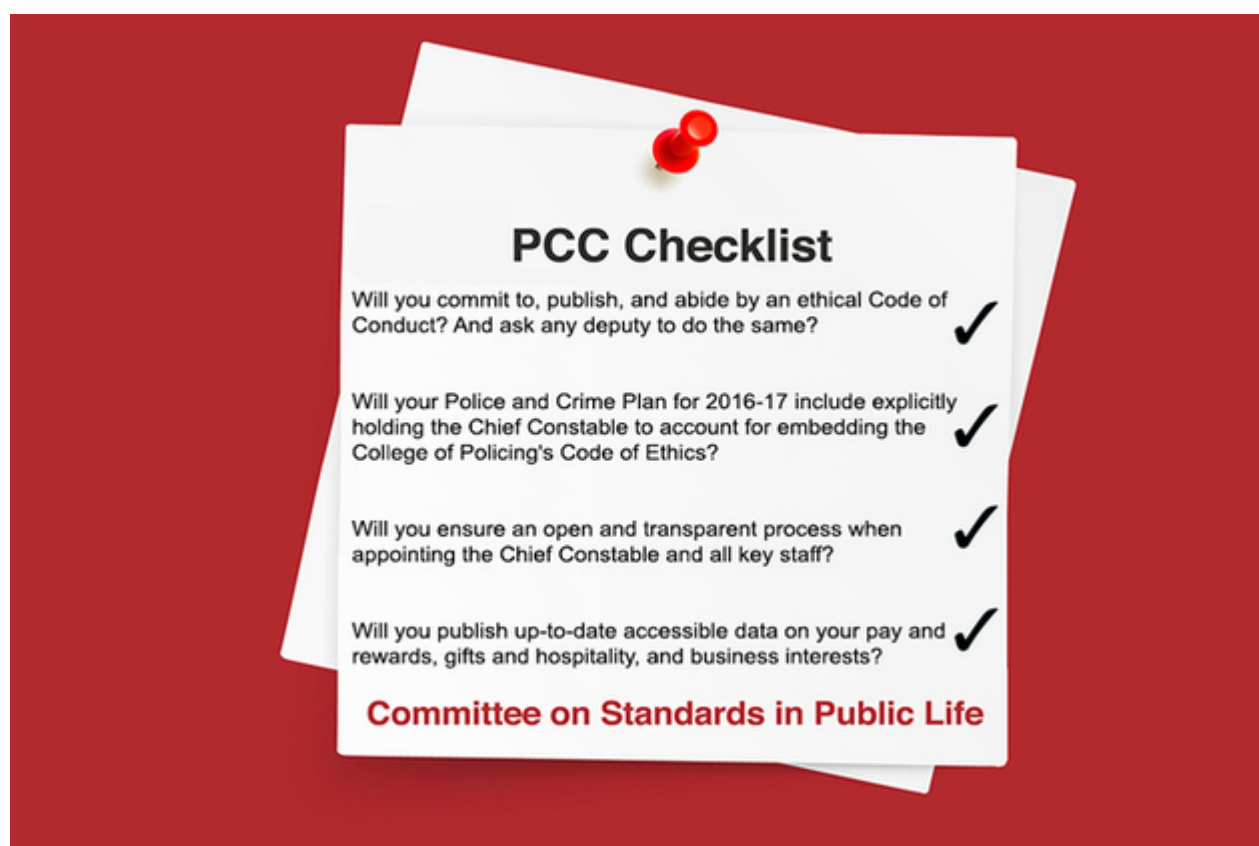 PCC Checklist
Will you commit to, publish, and abide by an ethical Code of
Conduct? And ask any deputy to do the same?
Will your Police and Crime Plan for 2016-17 include explicitly
holding the Chief Constable to account for embedding the
College of Policing's Code of Ethics?
Will you ensure an open and transparent process when
appointing the Chief Constable and all key staff?
Will you publish up-to-date accessible data on your pay and
rewards, gifts and hospitality, and business interests?
Committee on Standards in Public Life